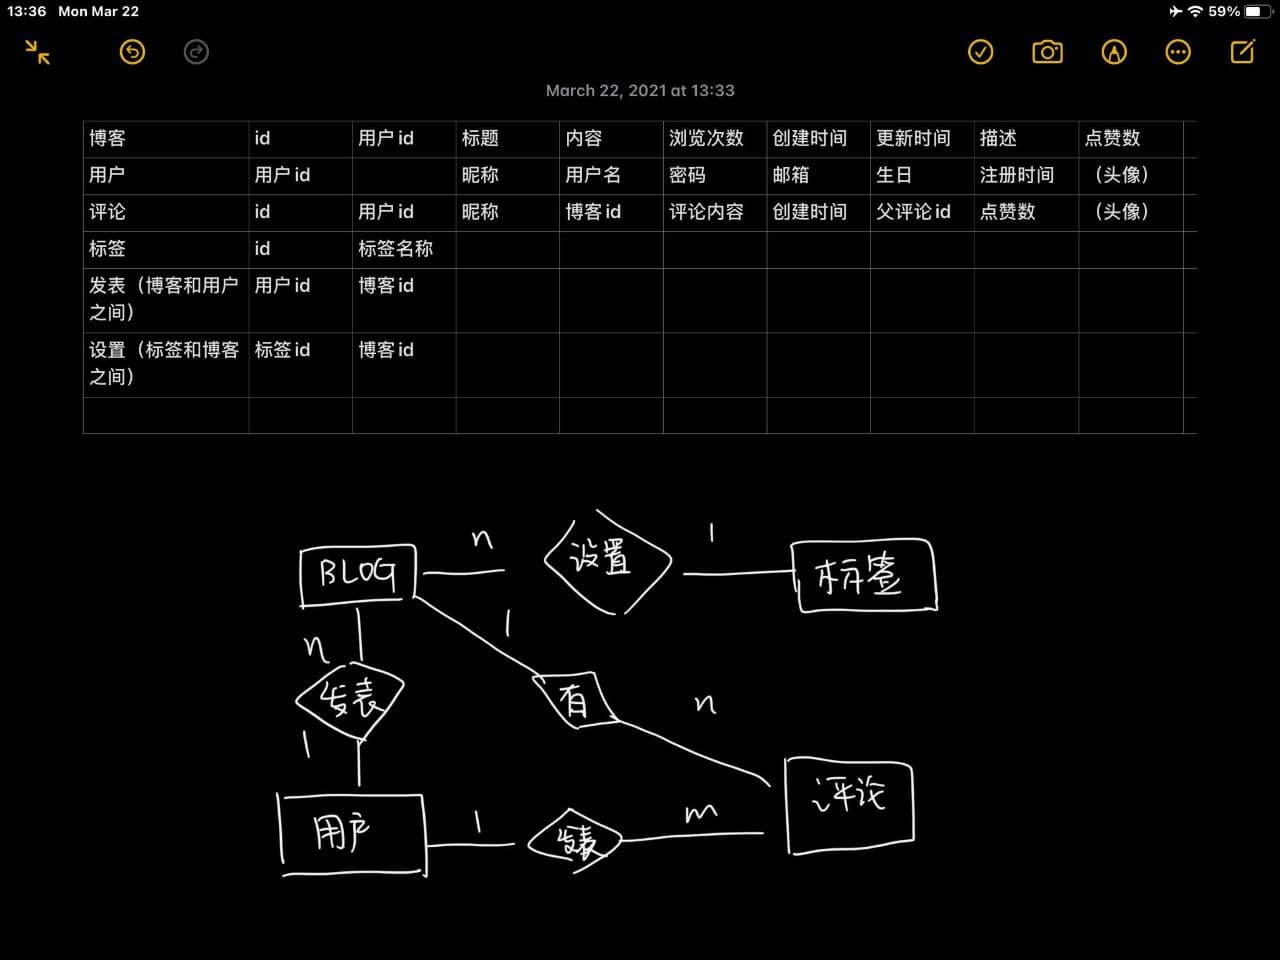 13:36 Mon Mar 22
59%
March 22, 2021 at 13:33
博客 id 用户 id 标题 内容 浏览次数 创建时间 更新时间 描述 点赞数
用户 用户 id 昵称 用户名 密码 邮箱 生日 注册时间 （头像）
评论 id 用户 id 昵称 博客 id 评论内容 创建时间 父评论 id 点赞数 （头像）
标签 id 标签名称
发表（博客和用户 用户 id 博客 id
之间）
设置（标签和博客 标签 id 博客 id
之间）
n 1
BLOG 设置 标签
1
n
发表 有 n
1
1 m 评论
用户 发表